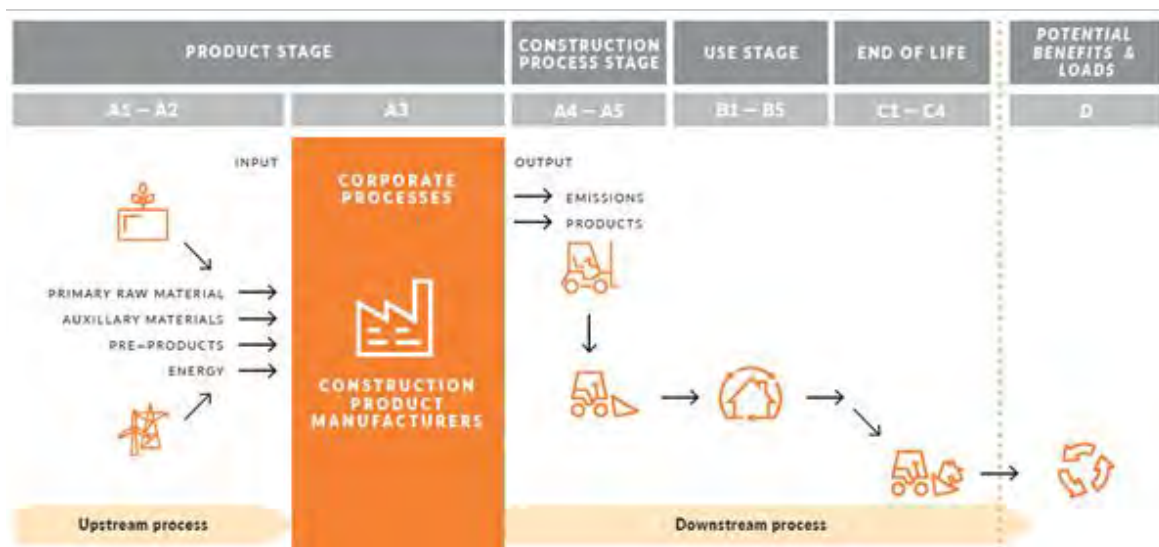 PRODUCT STAGE
CONSTRUCTION
PROCESS STAGE
USE STAGE
END OF LIFE
POTENTIAL
BENEFITS &
LOADS
A1 – A2
A3
A4 – A5
B1 – B5
C1 – C4
D
INPUT
PRIMARY RAW MATERIAL
AUXILLARY MATERIALS
PRE–PRODUCTS
ENERGY
CORPORATE
PROCESSES
CONSTRUCTION
PRODUCT
MANUFACTURERS
OUTPUT
EMISSIONS
PRODUCTS
Upstream process
Downstream process